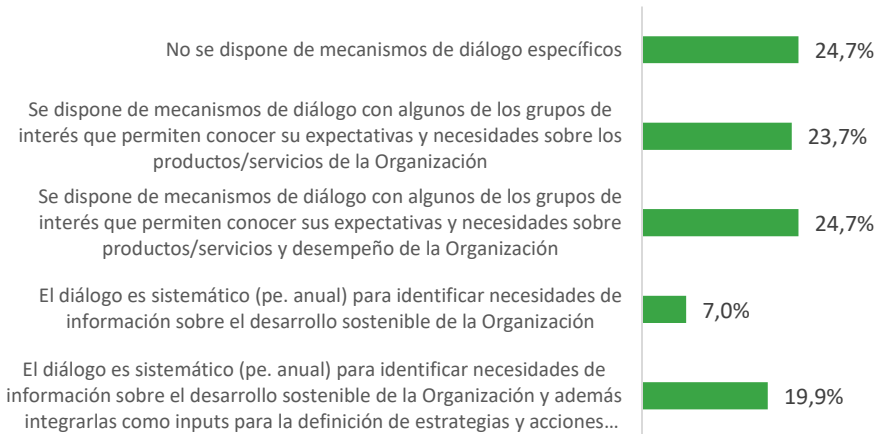 No se dispone de mecanismos de diálogo específicos
24,7%
Se dispone de mecanismos de diálogo con algunos de los grupos de
interés que permiten conocer su expectativas y necesidades sobre los
productos/servicios de la Organización
23,7%
Se dispone de mecanismos de diálogo con algunos de los grupos de
interés que permiten conocer sus expectativas y necesidades sobre
productos/servicios y desempeño de la Organización
24,7%
El diálogo es sistemático (pe. anual) para identificar necesidades de
información sobre el desarrollo sostenible de la Organización
7,0%
El diálogo es sistemático (pe. anual) para identificar necesidades de
información sobre el desarrollo sostenible de la Organización y además
integrarlas como inputs para la definición de estrategias y acciones…
19,9%